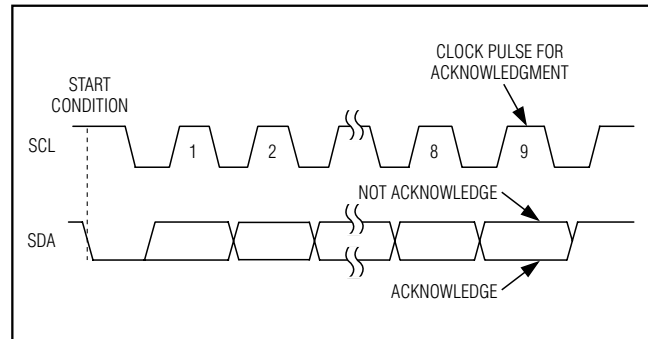 CLOCK PULSE FOR
ACKNOWLEDGMENT
START
CONDITION
SCL
1
2
8
9
NOT ACKNOWLEDGE
SDA
ACKNOWLEDGE